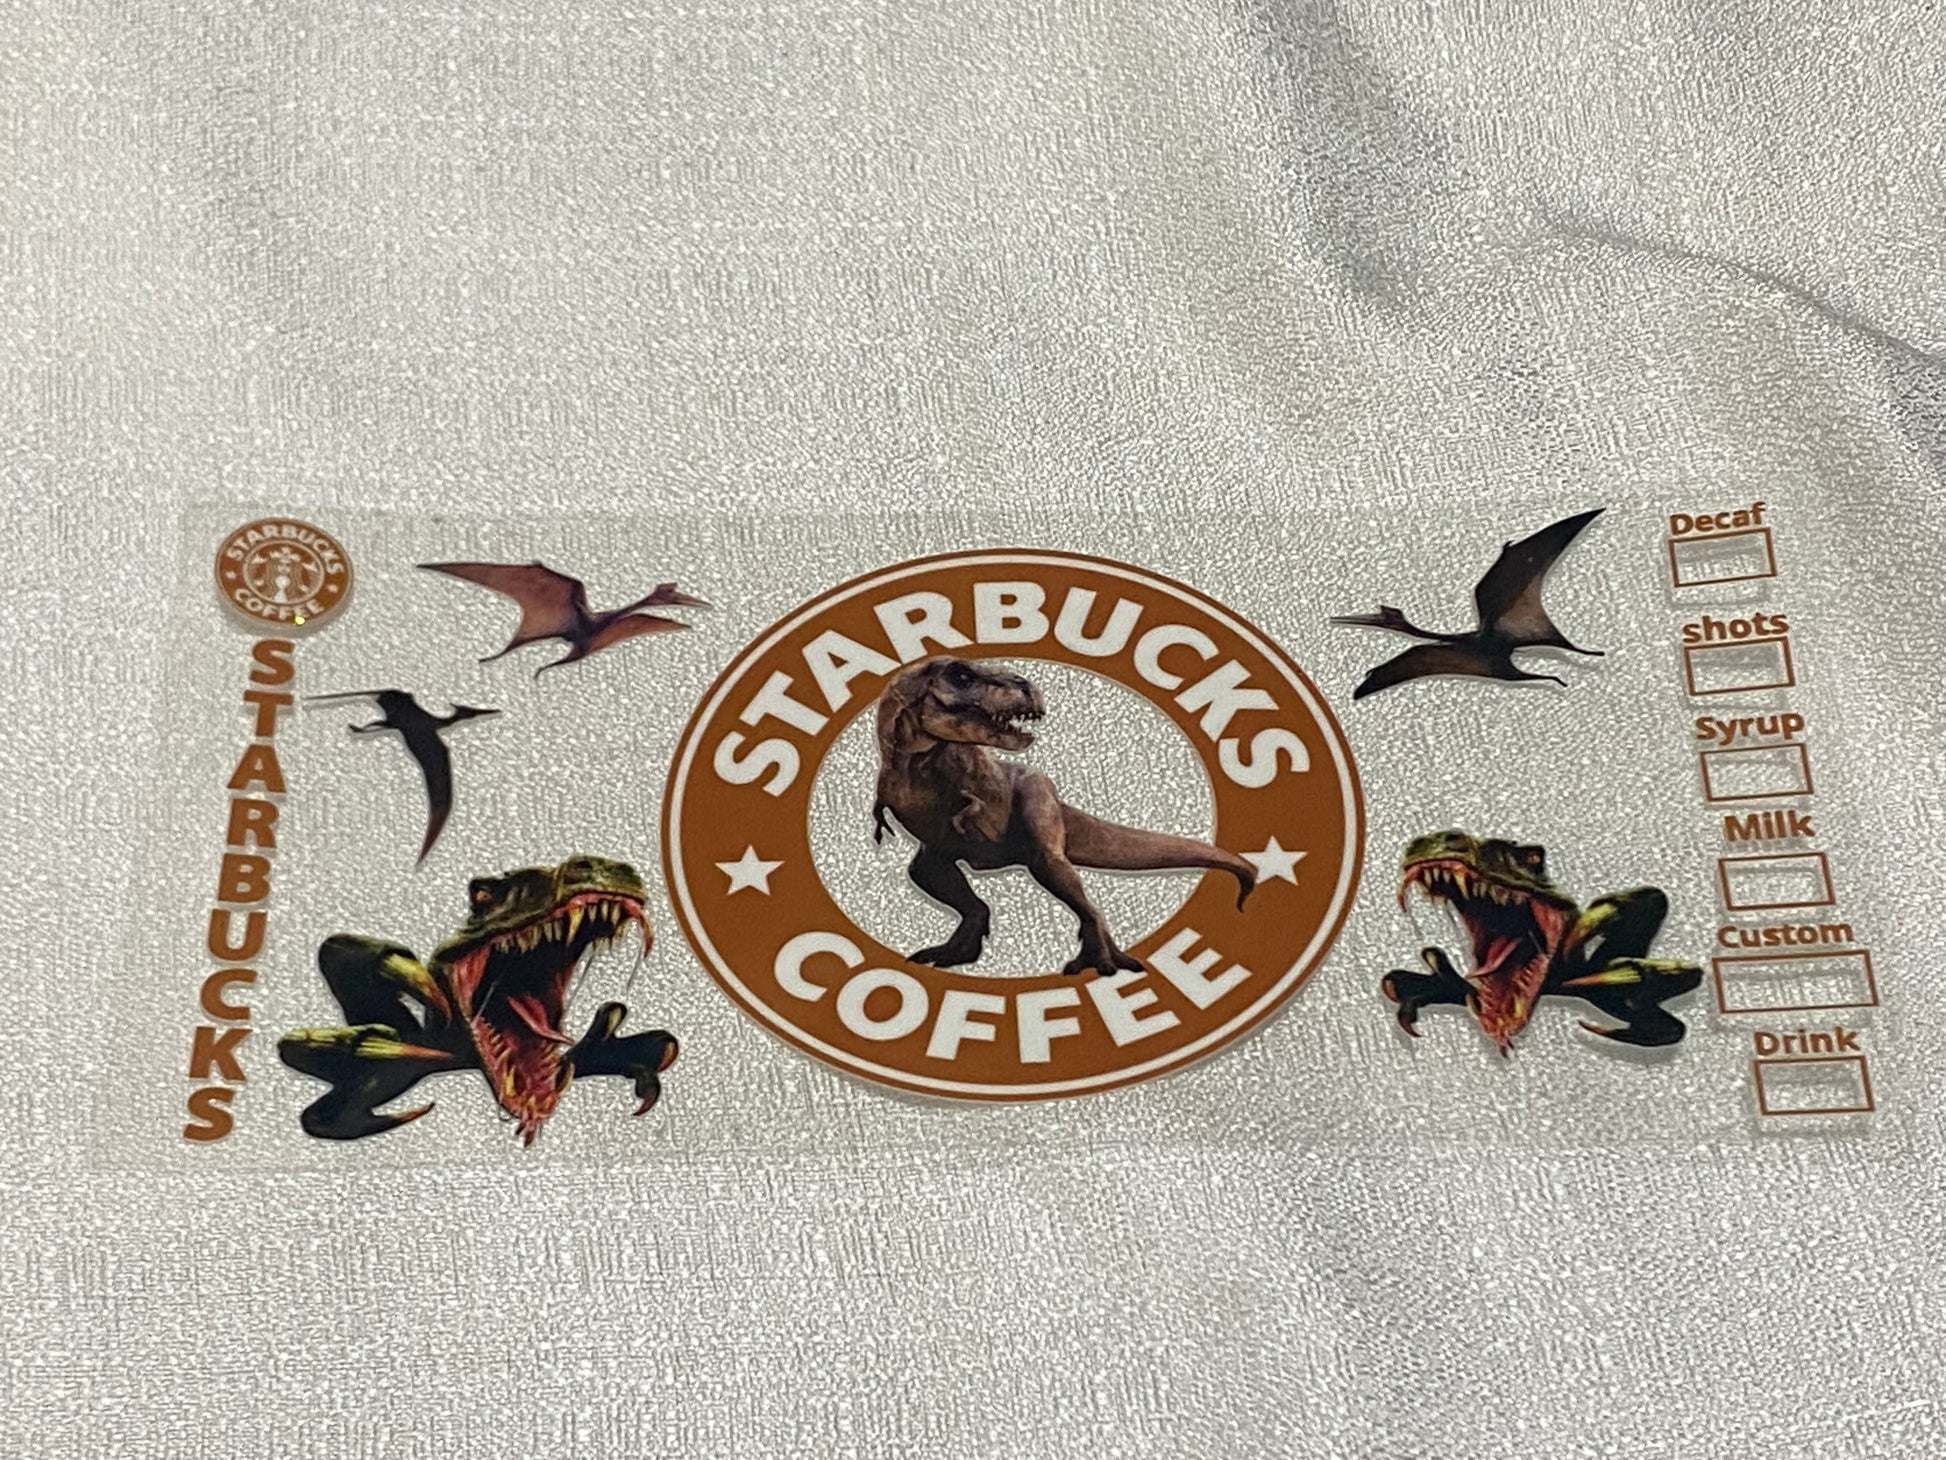 STARBUCKS
COFFEE
STARBUCKS
STARBUCKS
COFFEE
Decaf
shots
Syrup
Milk
Custom
Drink